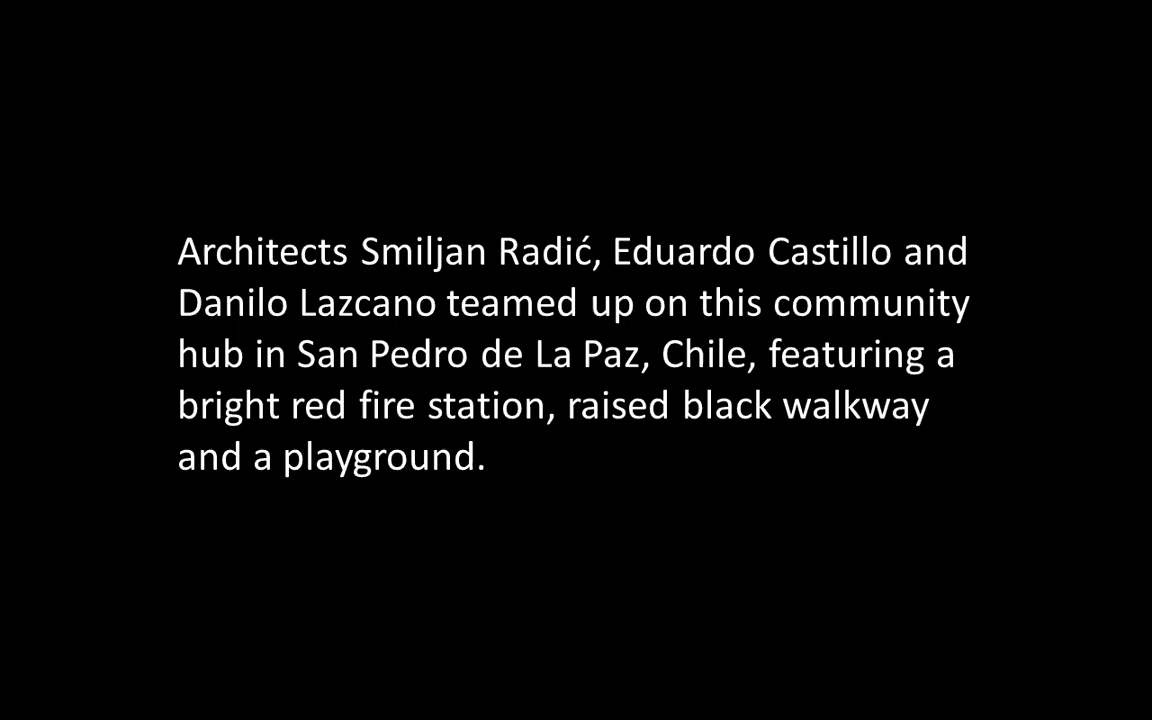 Architects Smiljan Radić, Eduardo Castillo and
Danilo Lazcano teamed up on this community
hub in San Pedro de La Paz, Chile, featuring a
bright red fire station, raised black walkway
and a playground.